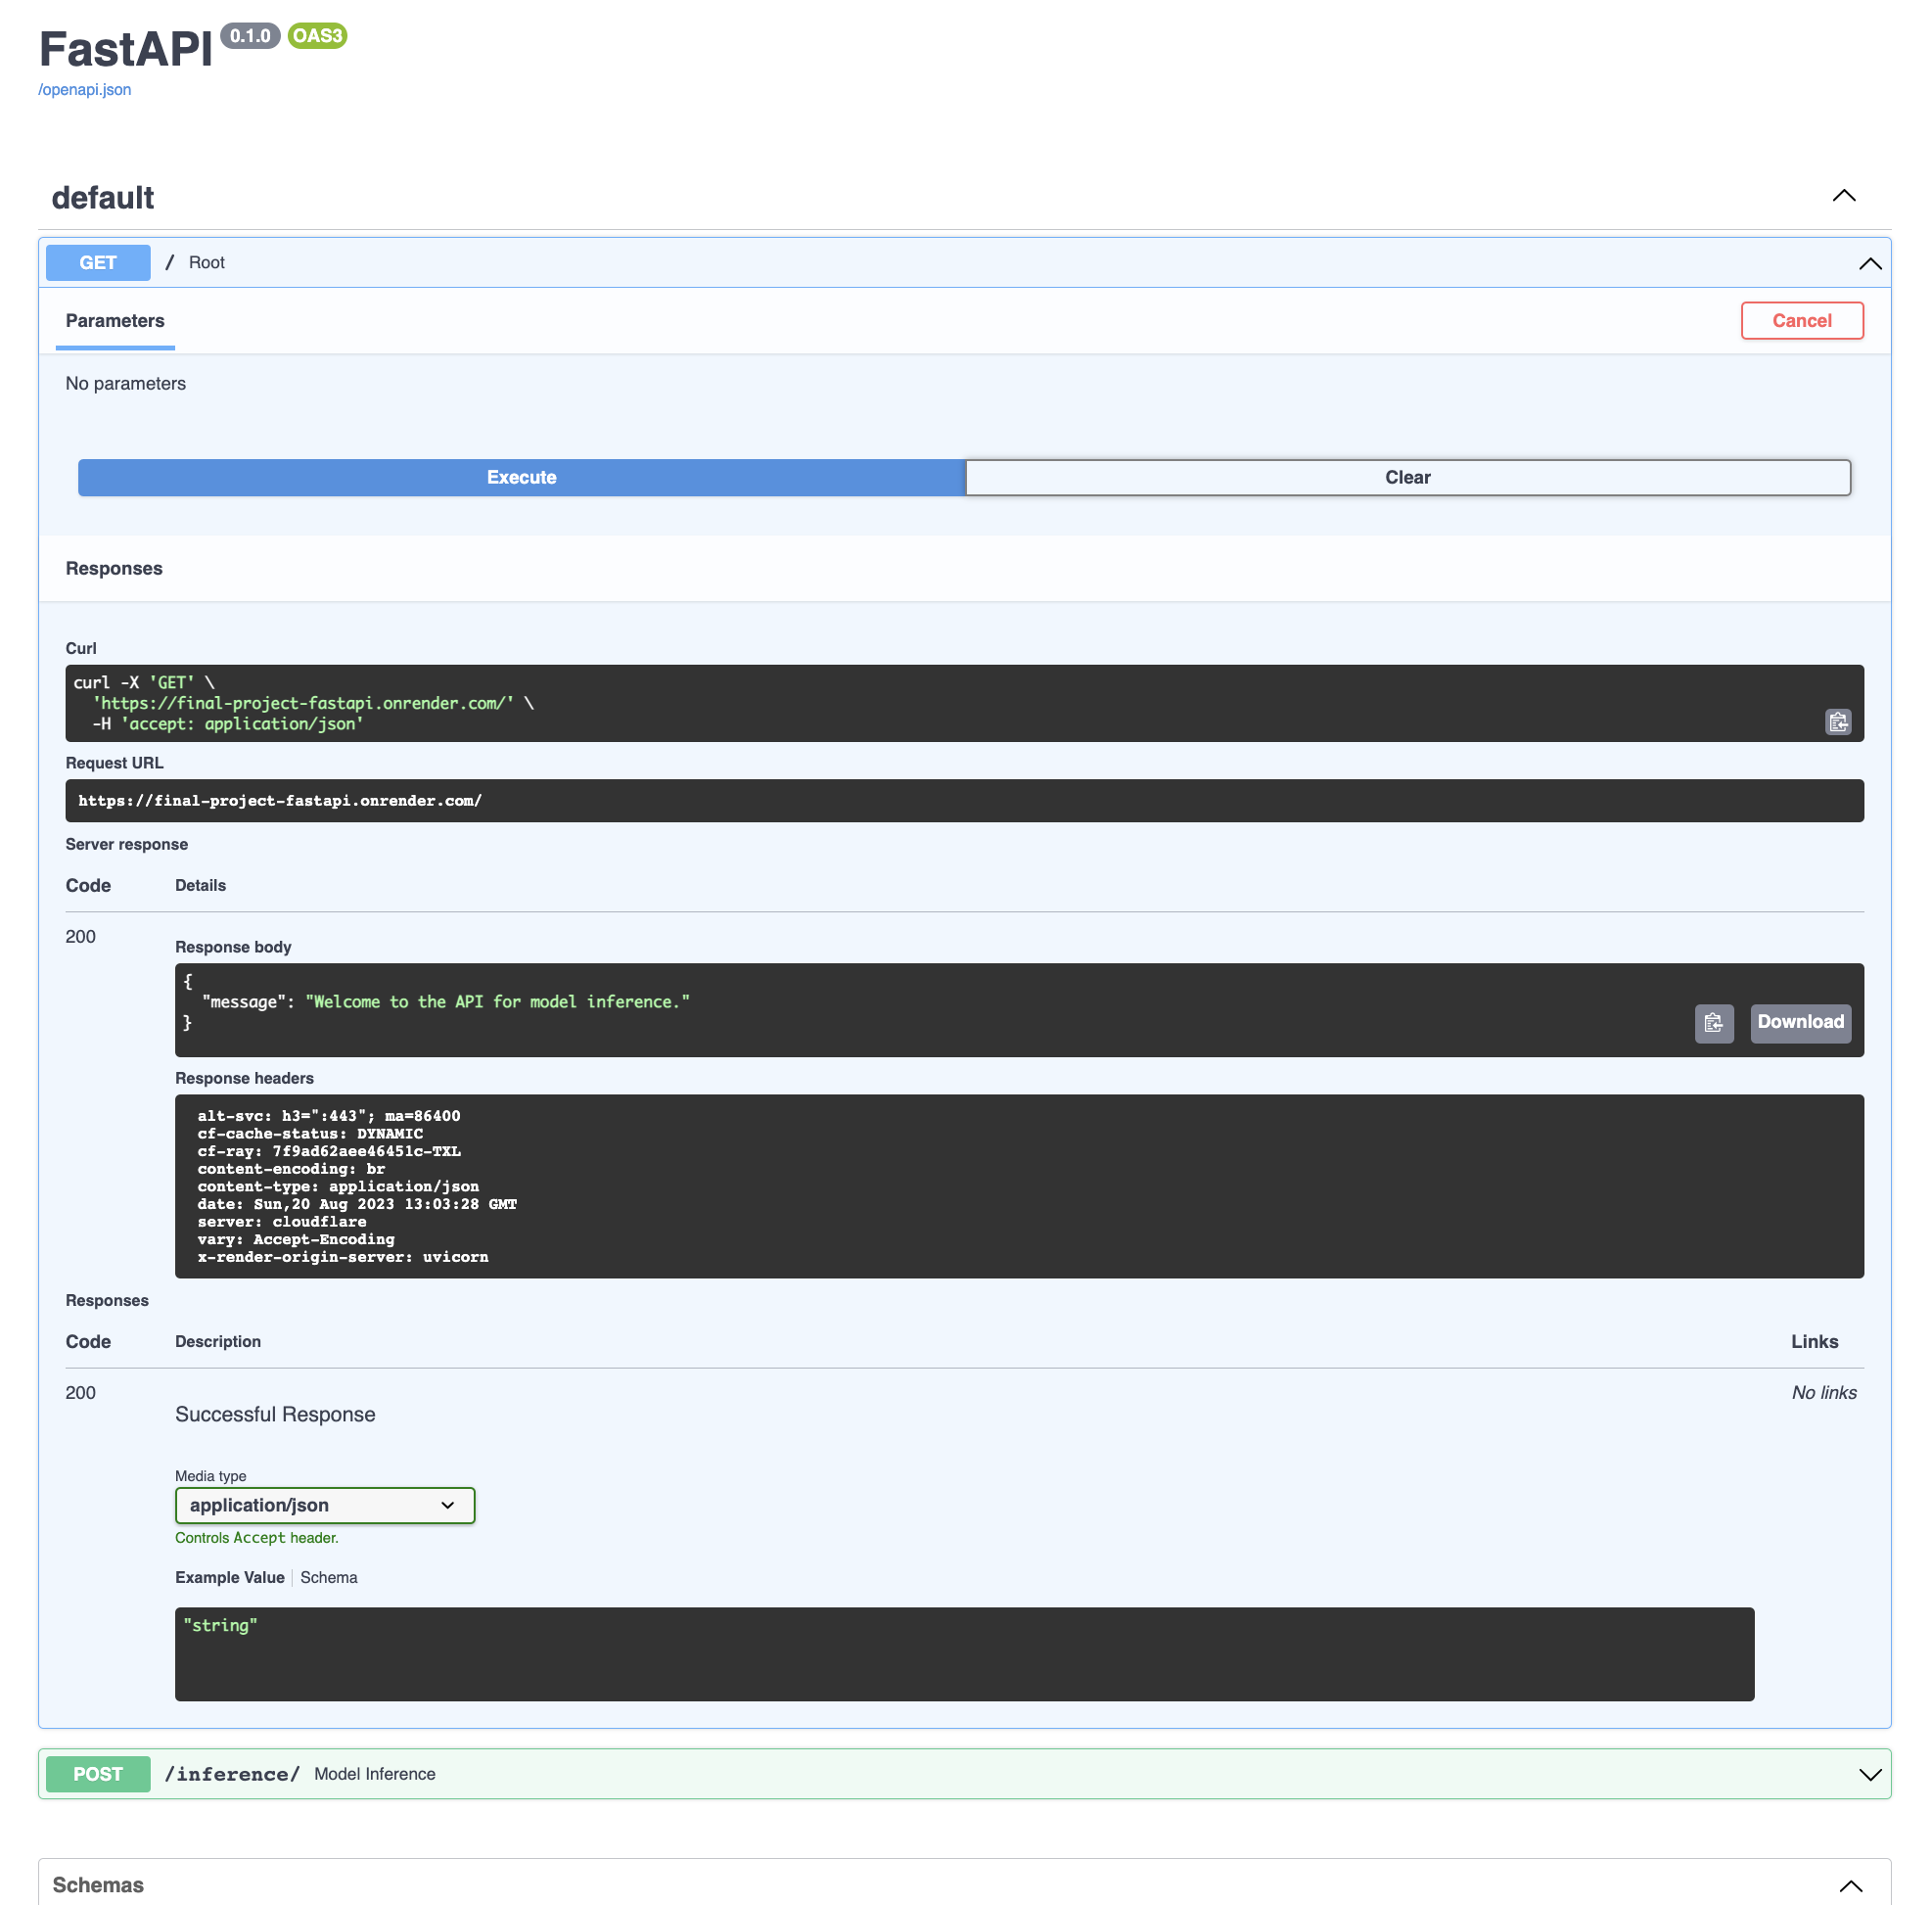 FastAPI 0.1.0 OAS3
/openapi.json
default
GET / Root
Parameters Cancel
No parameters
Execute Clear
Responses
Curl
curl -X 'GET' \
'https://final-project-fastapi.onrender.com/' \
-H 'accept: application/json'
Request URL
https://final-project-fastapi.onrender.com/
Server response
Code Details
200
Response body
{
"message": "Welcome to the API for model inference."
}
Download
Response headers
alt-svc: h3=":443"; ma=86400
cf-cache-status: DYNAMIC
cf-ray: 7f9ad62aee46451c-TXL
content-encoding: br
content-type: application/json
date: Sun,20 Aug 2023 13:03:28 GMT
server: cloudflare
vary: Accept-Encoding
x-render-origin-server: uvicorn
Responses
Code Description Links
200 No links
Successful Response
Media type
application/json
Controls Accept header.
Example Value Schema
"string"
POST /inference/ Model Inference
Schemas